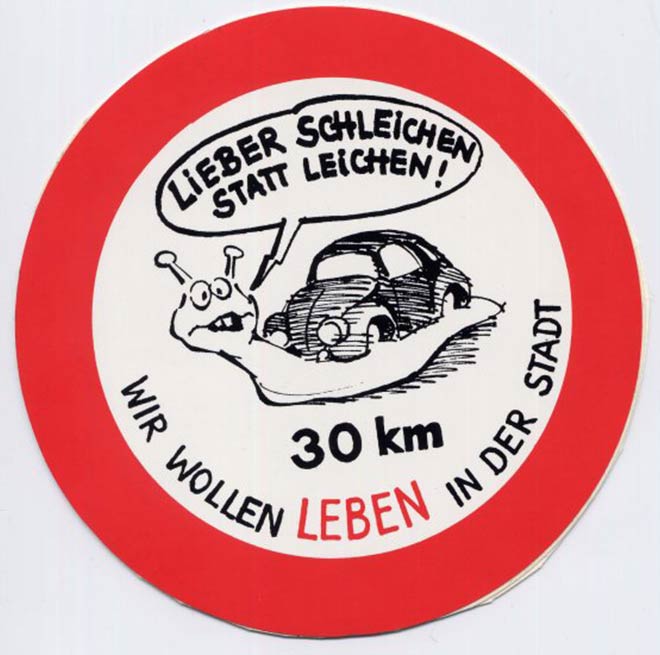 LIEBER SCHLEICHEN
STATT LEICHEN!
30 km
WIR WOLLEN LEBEN IN DER STADT